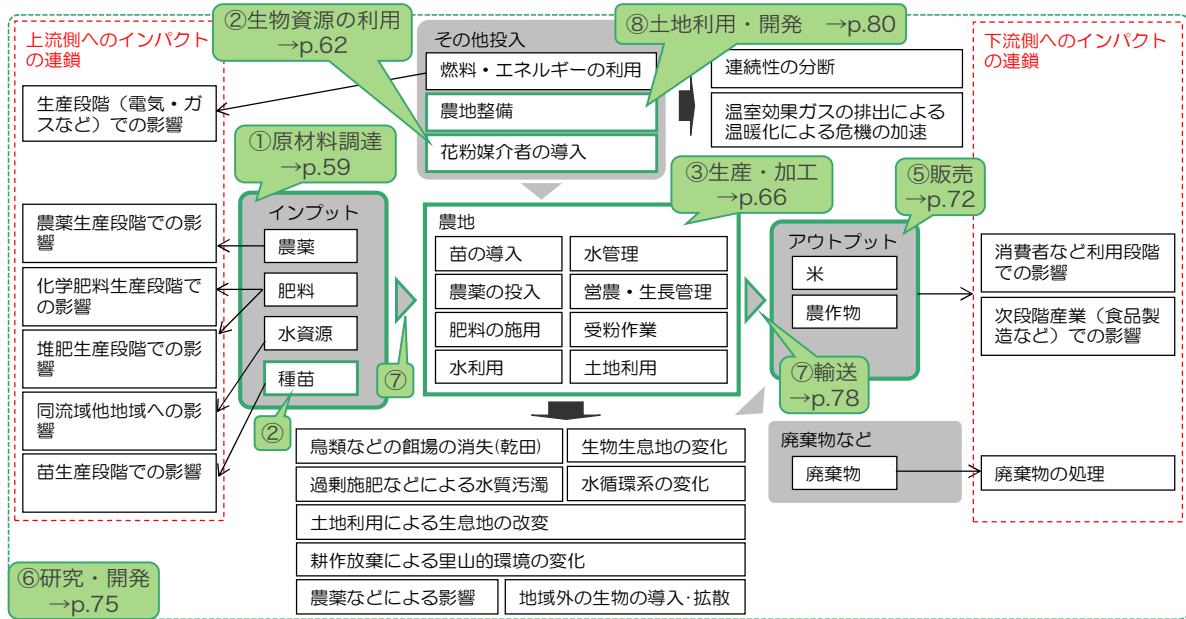 上流側へのインパクト
の連鎖
②生物資源の利用
→p.62
その他投入
燃料・エネルギーの利用
農地整備
花粉媒介者の導入
⑧土地利用・開発 →p.80
連続性の分断
温室効果ガスの排出による
温暖化による危機の加速
下流側へのインパクト
の連鎖
生産段階（電気・ガ
スなど）での影響
農薬生産段階での影
響
化学肥料生産段階で
の影響
堆肥生産段階での影
響
同流域他地域への影
響
苗生産段階での影響
①原材料調達
→p.59
インプット
農薬
肥料
水資源
種苗
②
⑦
農地
苗の導入
水管理
農薬の投入
営農・生長管理
肥料の施用
受粉作業
水利用
土地利用
③生産・加工
→p.66
⑤販売
→p.72
アウトプット
米
農作物
⑦輸送
→p.78
消費者など利用段階
での影響
次段階産業（食品製
造など）での影響
廃棄物など
廃棄物
廃棄物の処理
鳥類などの餌場の消失(乾田)
生物生息地の変化
過剰施肥などによる水質汚濁
水循環系の変化
土地利用による生息地の改変
耕作放棄による里山的環境の変化
農薬などによる影響
地域外の生物の導入･拡散
⑥研究・開発
→p.75